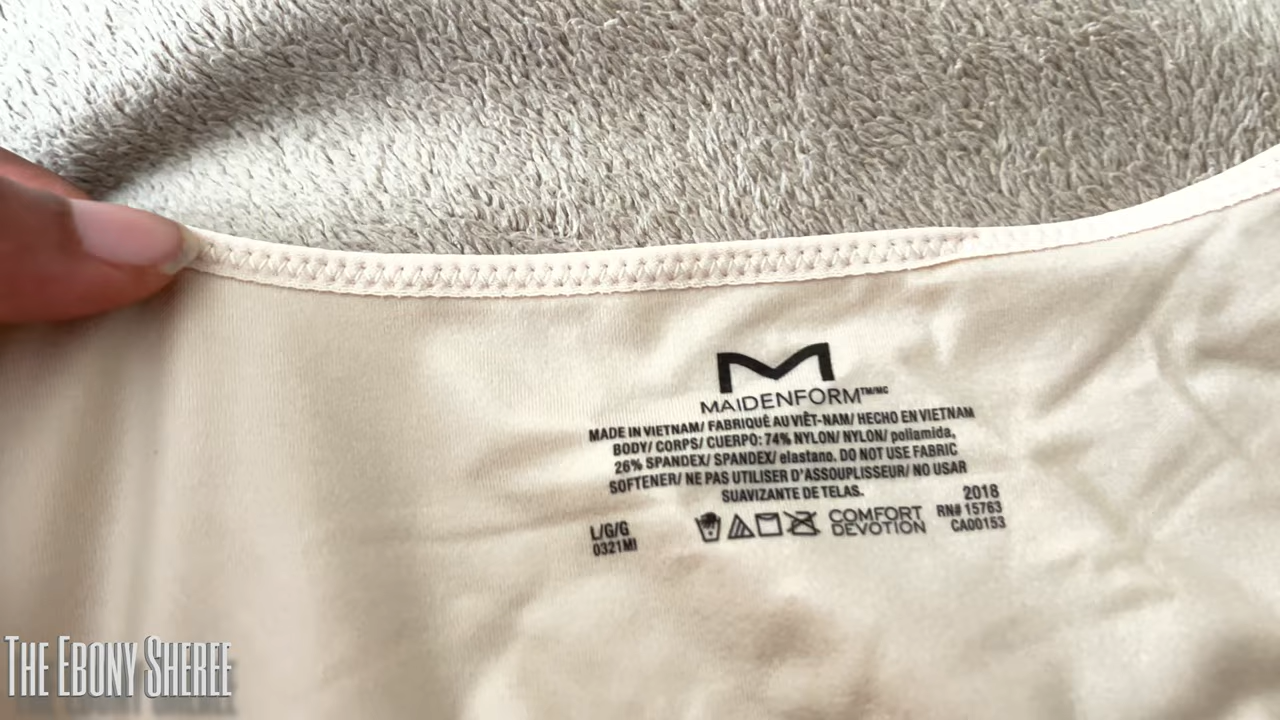 MAIDENFORM™/MC
MADE IN VIETNAM/ FABRIQUÉ AU VIÊT-NAM/ HECHO EN VIETNAM
BODY/ CORPS/ CUERPO: 74% NYLON/ NYLON/ poliamida,
26% SPANDEX/ SPANDEX/ elastano. DO NOT USE FABRIC
SOFTENER/ NE PAS UTILISER D'ASSOUPLISSEUR/ NO USAR
SUAVIZANTE DE TELAS.
L/G/G
0321MI
COMFORT
DEVOTION
2018
RN# 15763
CA00153
THE EBONY SHEREE